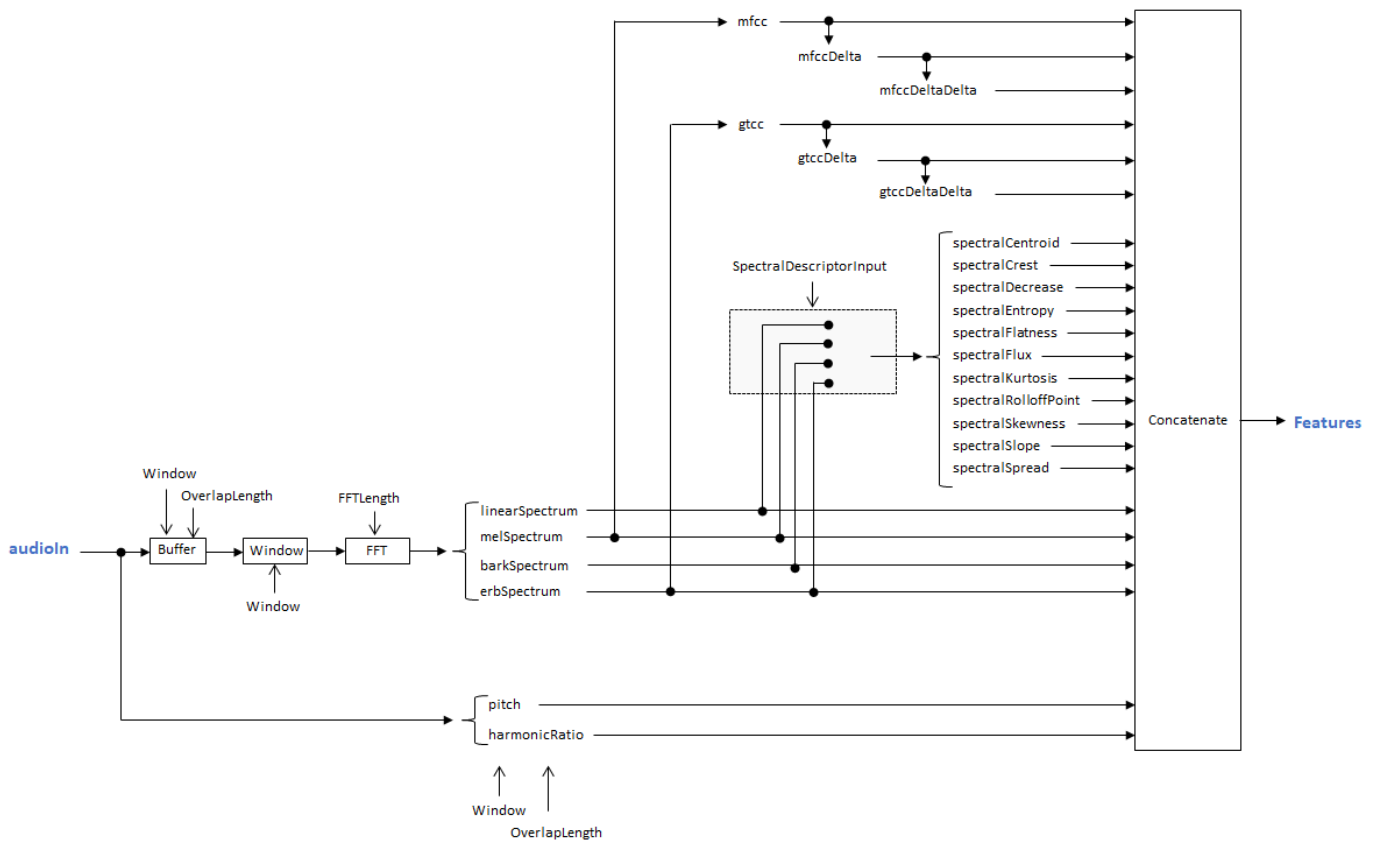 mfcc
mfccDelta
mfccDeltaDelta
gtcc
gtccDelta
gtccDeltaDelta
SpectralDescriptorInput
spectralCentroid
spectralCrest
spectralDecrease
spectralEntropy
spectralFlatness
spectralFlux
spectralKurtosis
spectralRolloffPoint
spectralSkewness
spectralSlope
spectralSpread
Concatenate
Features
Window
OverlapLength
FFTLength
audioIn
Buffer
Window
FFT
Window
linearSpectrum
melSpectrum
barkSpectrum
erbSpectrum
pitch
harmonicRatio
Window
OverlapLength